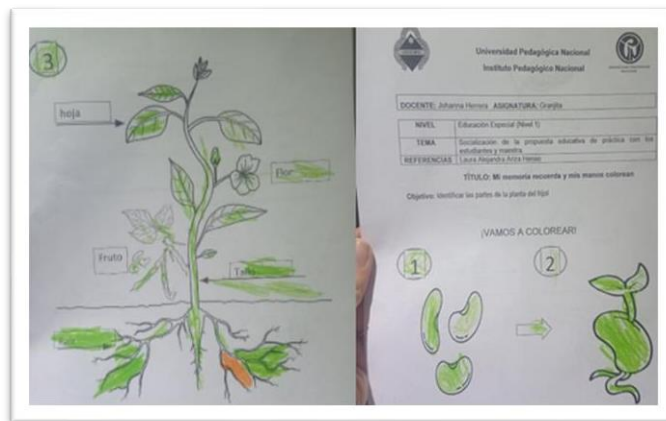 3
hoja
Flor
Fruto
Tallo
Universidad Pedagógica Nacional
Instituto Pedagógico Nacional
DOCENTE: Johanna Herrera ASIGNATURA: Granjita
NIVEL Educación Especial (Nivel 1)
TEMA Socialización de la propuesta educativa de práctica con los
estudiantes y maestra
REFERENCIAS Laura Alejandra Ariza
TÍTULO: Mi memoria recuerda y mis manos colorean
Objetivo: Identificar las partes de la planta del fríjol
¡VAMOS A COLOREAR!
1
2